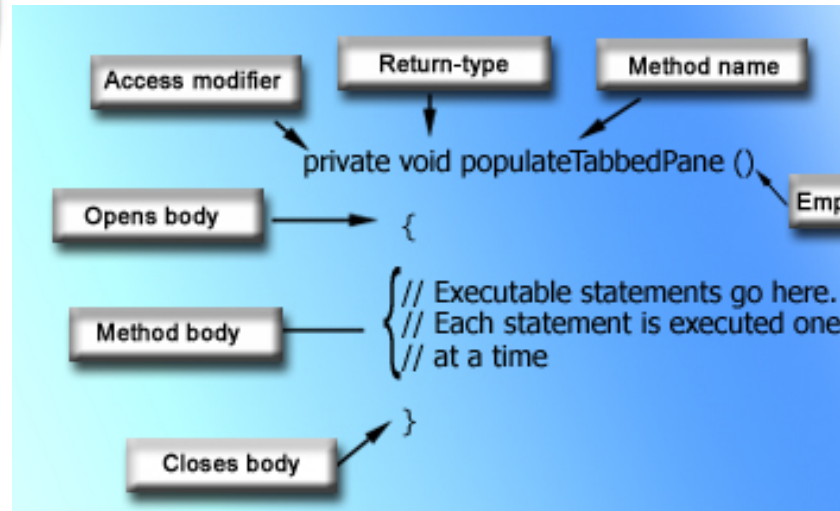 Access modifier
Return-type
Method name
private void populateTabbedPane ()
Opens body
{
Method body
// Executable statements go here.
// Each statement is executed one
// at a time
}
Closes body